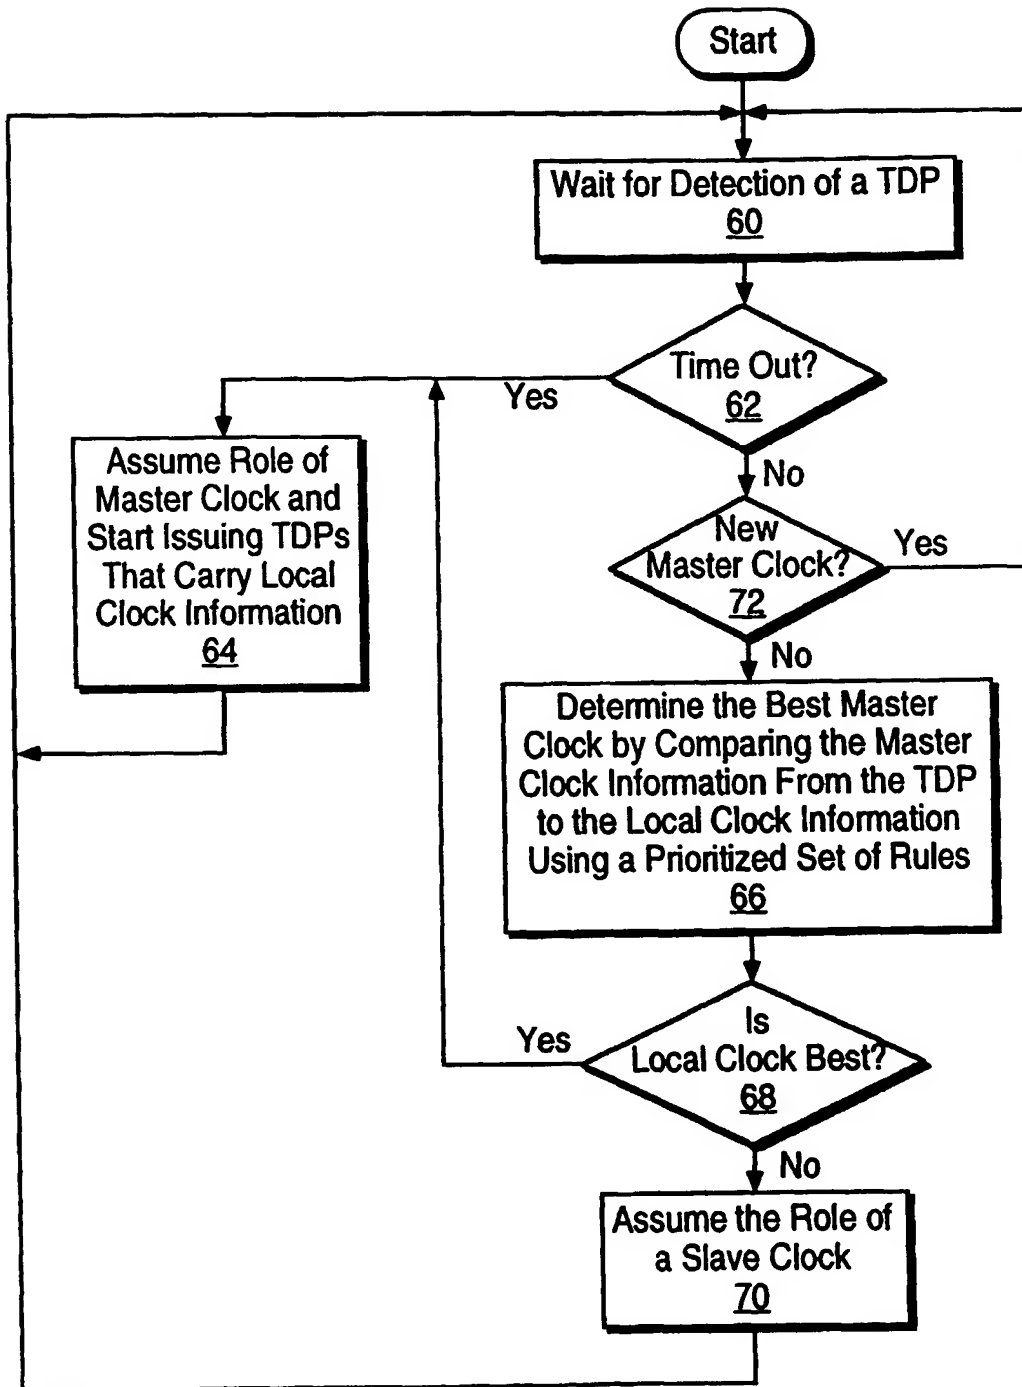 Start
Wait for Detection of a TDP
60
Time Out?
62
Yes
No
Assume Role of
Master Clock and
Start Issuing TDPs
That Carry Local
Clock Information
64
New
Master Clock?
72
Yes
No
Determine the Best Master
Clock by Comparing the Master
Clock Information From the TDP
to the Local Clock Information
Using a Prioritized Set of Rules
66
Is
Local Clock Best?
68
Yes
No
Assume the Role of
a Slave Clock
70